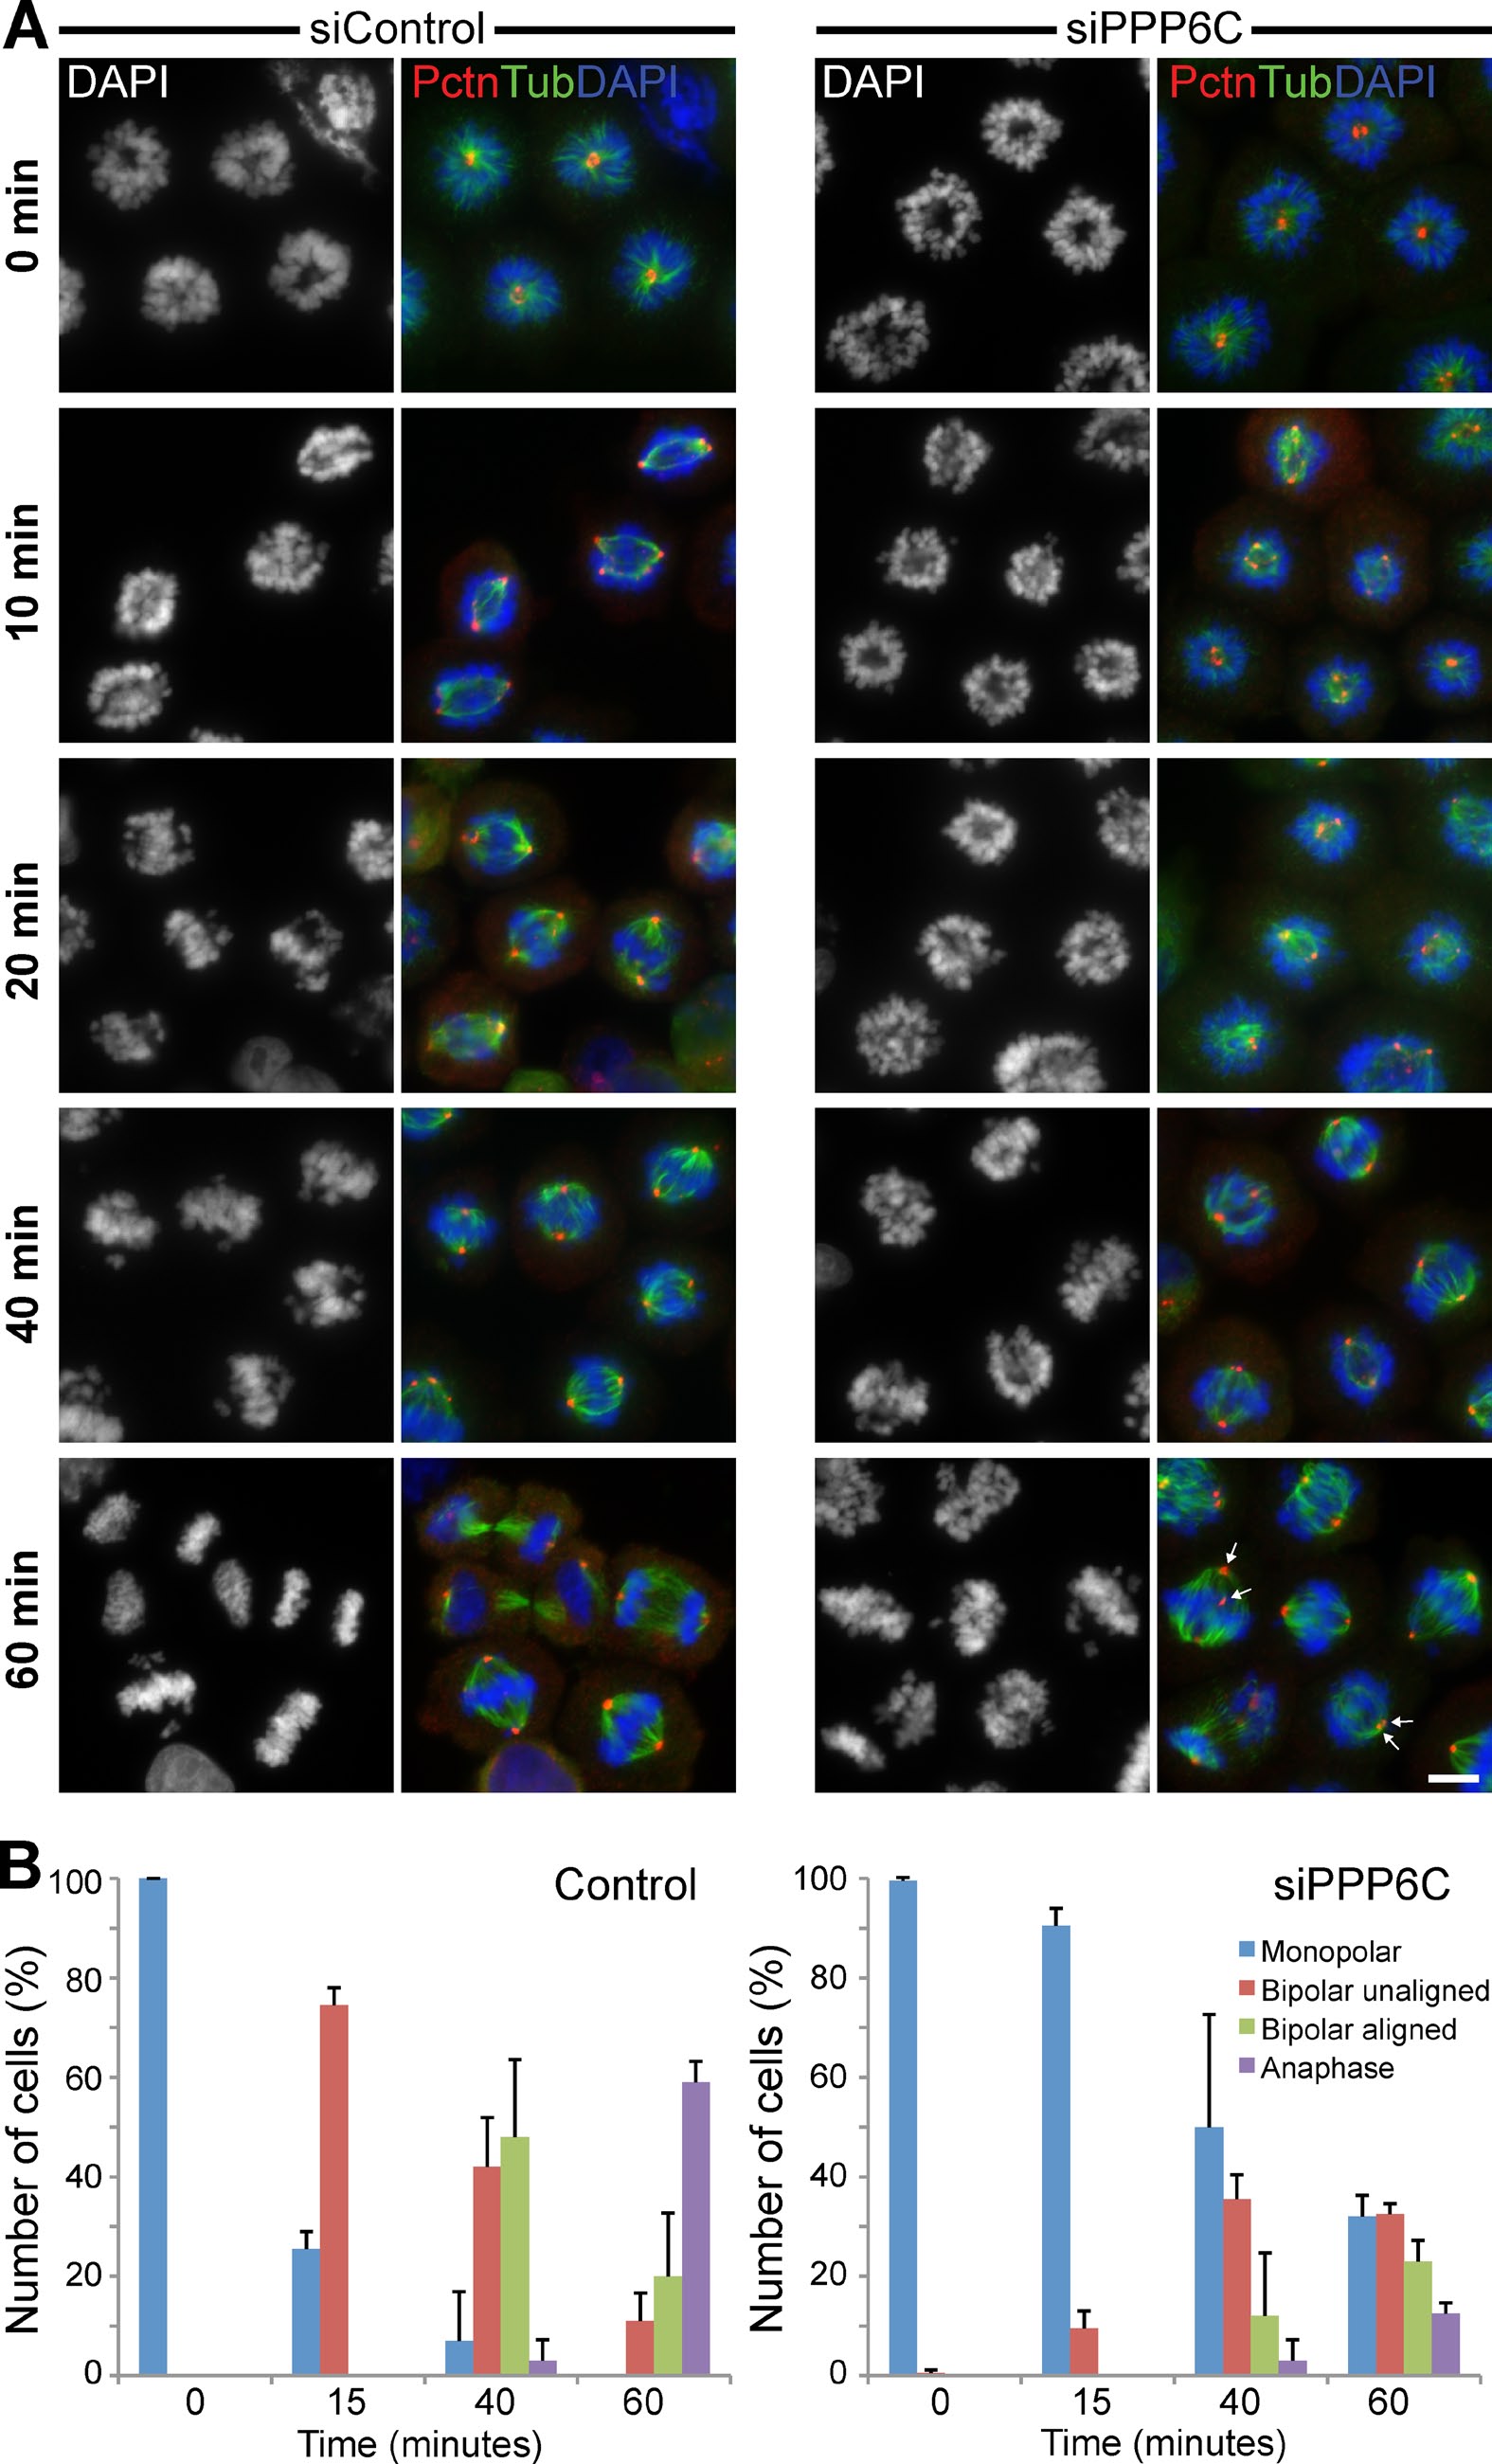 A
siControl
siPPP6C
DAPI
PctnTubDAPI
DAPI
PctnTubDAPI
0 min
10 min
20 min
40 min
60 min
B
Control
Number of cells (%)
100
80
60
40
20
0
0 15 40 60
Time (minutes)
siPPP6C
Monopolar
Bipolar unaligned
Bipolar aligned
Anaphase
Number of cells (%)
100
80
60
40
20
0
0 15 40 60
Time (minutes)